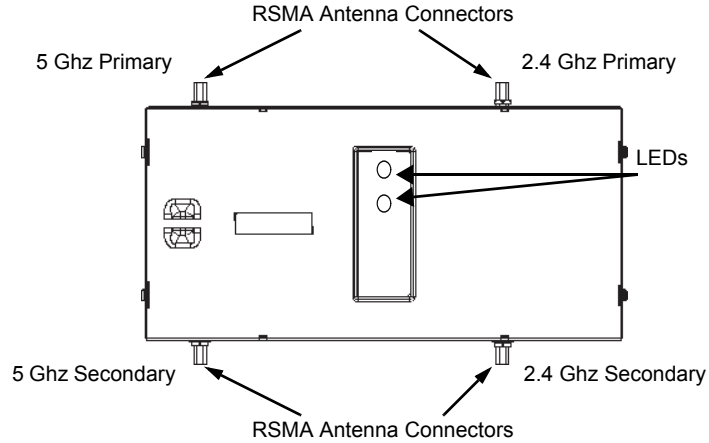 RSMA Antenna Connectors
5 Ghz Primary
2.4 Ghz Primary
LEDs
5 Ghz Secondary
2.4 Ghz Secondary
RSMA Antenna Connectors